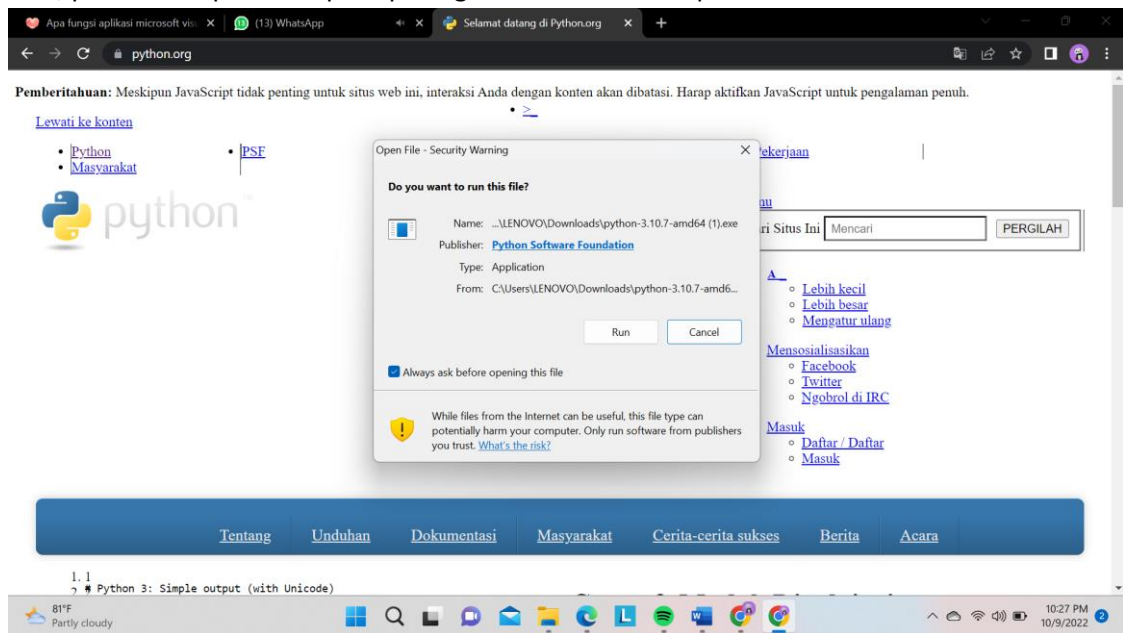 Apa fungsi aplikasi microsoft visu
(13) WhatsApp
Selamat datang di Python.org
python.org
Pemberitahuan: Meskipun JavaScript tidak penting untuk situs web ini, interaksi Anda dengan konten akan dibatasi. Harap aktifkan JavaScript untuk pengalaman penuh.
>_
Lewati ke konten
Python
Masyarakat
PSF
ekerjaan
python™
nu
ri Situs Ini
Mencari
PERGILAH
A
Lebih kecil
Lebih besar
Mengatur ulang
Mensosialisasikan
Facebook
Twitter
Ngobrol di IRC
Masuk
Daftar / Daftar
Masuk
Open File - Security Warning
Do you want to run this file?
Name: ...\LENOVO\Downloads\python-3.10.7-amd64 (1).exe
Publisher: Python Software Foundation
Type: Application
From: C:\Users\LENOVO\Downloads\python-3.10.7-amd6...
Run
Cancel
Always ask before opening this file
While files from the Internet can be useful, this file type can
potentially harm your computer. Only run software from publishers
you trust. What's the risk?
Tentang
Unduhan
Dokumentasi
Masyarakat
Cerita-cerita sukses
Berita
Acara
1. 1
2 # Python 3: Simple output (with Unicode)
81°F
Partly cloudy
10:27 PM
10/9/2022
2